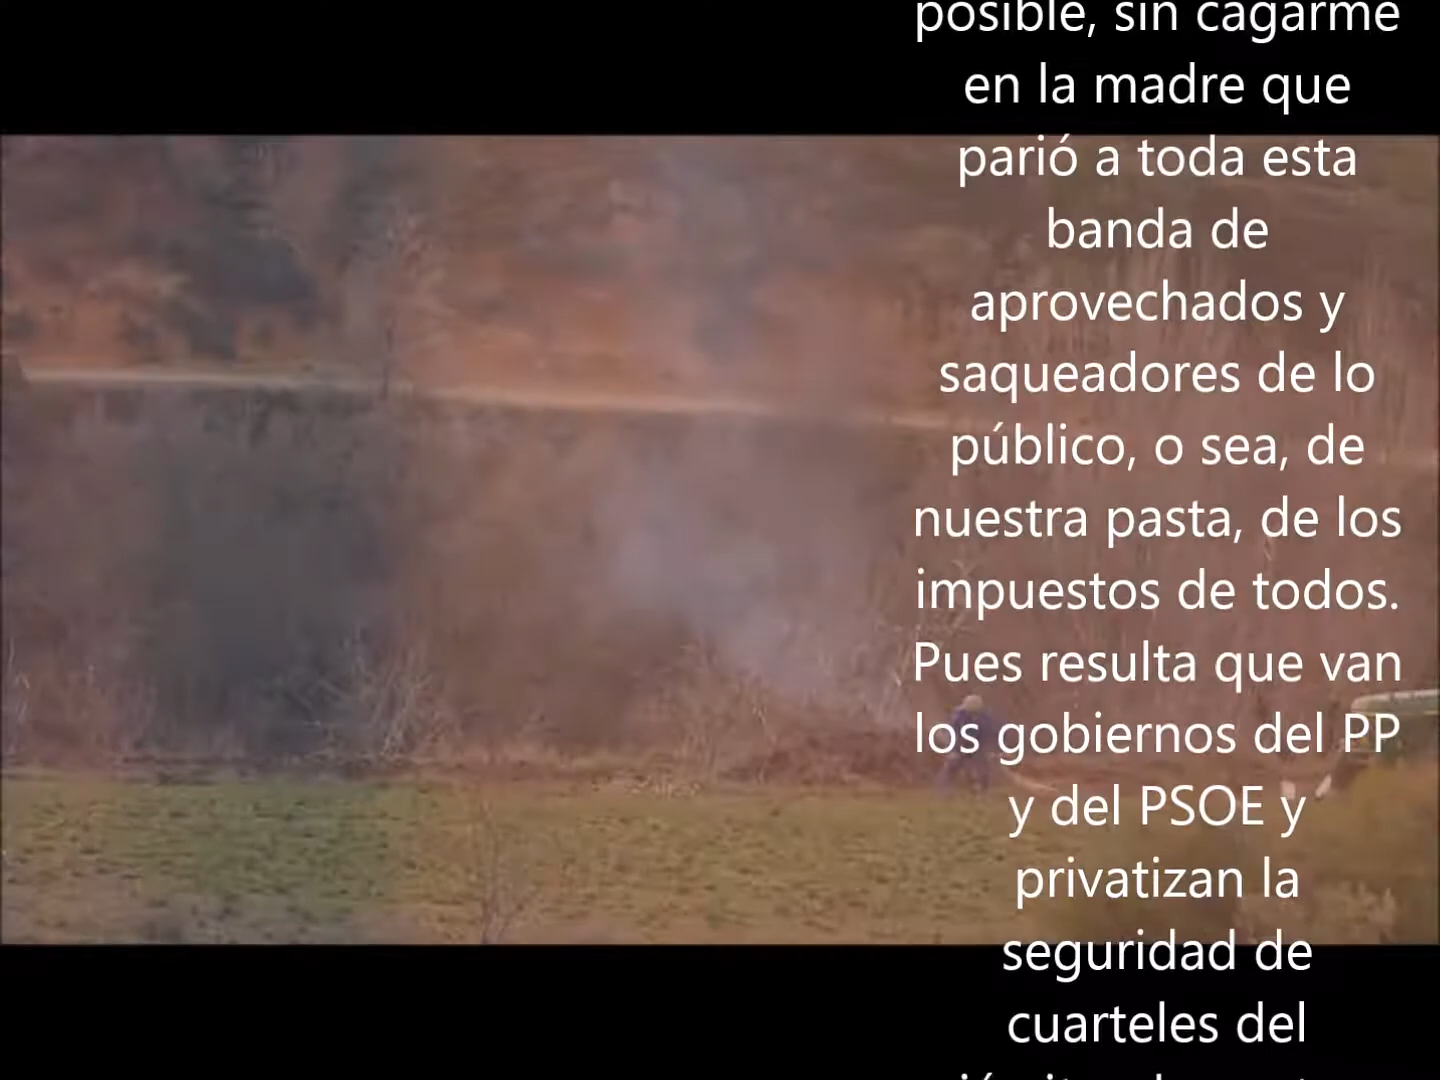 posible, sin cagarme
en la madre que
parió a toda esta
banda de
aprovechados y
saqueadores de lo
público, o sea, de
nuestra pasta, de los
impuestos de todos.
Pues resulta que van
los gobiernos del PP
y del PSOE y
privatizan la
seguridad de
cuarteles del